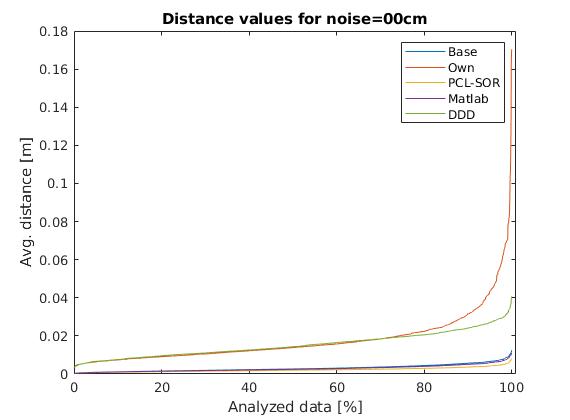 Distance values for noise=00cm
0.18
0.16
0.14
0.12
0.1
0.08
0.06
0.04
0.02
0
Avg. distance [m]
Base
Own
PCL-SOR
Matlab
DDD
0 20 40 60 80 100
Analyzed data [%]